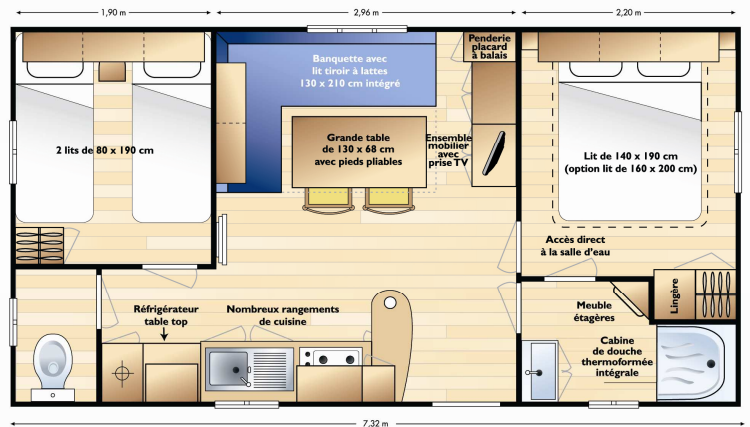 1,90 m
2,96 m
2,20 m
Banquette avec
lit tiroir à lattes
130 x 210 cm intégré
Penderie
placard
à balais
2 lits de 80 x 190 cm
Grande table
de 130 x 68 cm
avec pieds pliables
Ensemble
mobilier
avec
prise TV
Lit de 140 x 190 cm
(option lit de 160 x 200 cm)
Accès direct
à la salle d'eau
Réfrigérateur
table top
Nombreux rangements
de cuisine
Meuble
étagères
Lingère
Cabine
de douche
thermoformée
intégrale
7,32 m